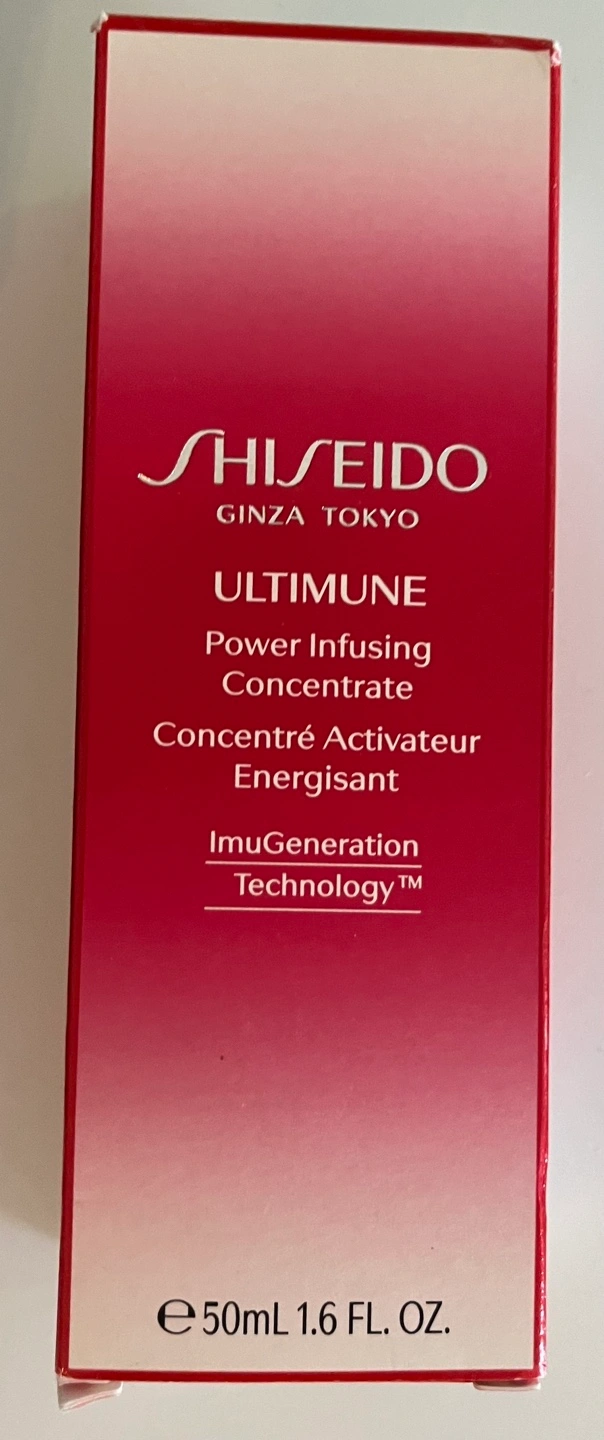 SHISEIDO
GINZA TOKYO
ULTIMUNE
Power Infusing
Concentrate
Concentré Activateur
Energisant
ImuGeneration
Technology™
℮50mL 1.6 FL. OZ.